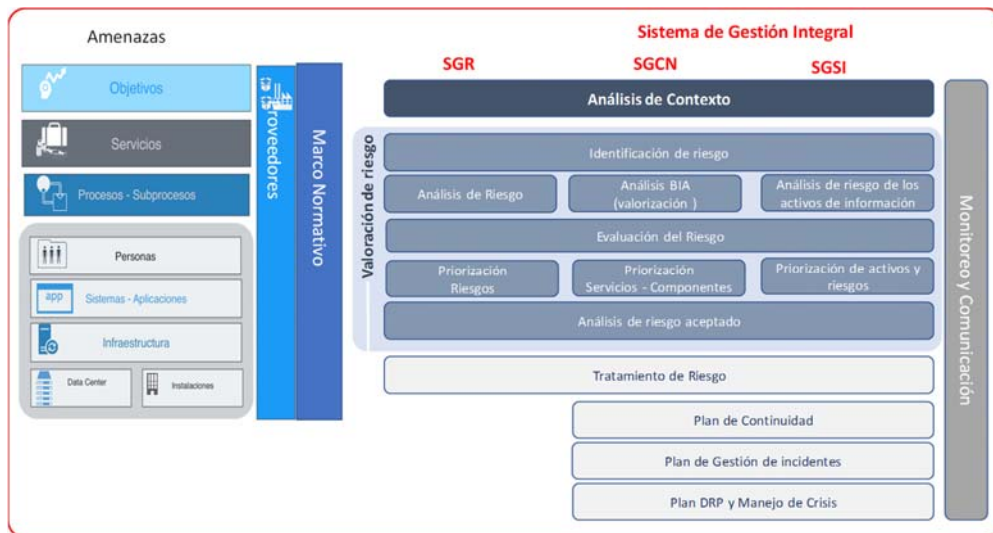 Amenazas
Objetivos
Servicios
Procesos - Subprocesos
Personas
app
Sistemas - Aplicaciones
Infraestructura
Data Center
Instalaciones
Proveedores
Marco Normativo
Sistema de Gestión Integral
SGR
SGCN
SGSI
Análisis de Contexto
Valoración de riesgo
Identificación de riesgo
Análisis de Riesgo
Análisis BIA
(valorización )
Análisis de riesgo de los
activos de información
Evaluación del Riesgo
Priorización
Riesgos
Priorización
Servicios - Componentes
Priorización de activos y
riesgos
Análisis de riesgo aceptado
Tratamiento de Riesgo
Plan de Continuidad
Plan de Gestión de incidentes
Plan DRP y Manejo de Crisis
Monitoreo y Comunicación